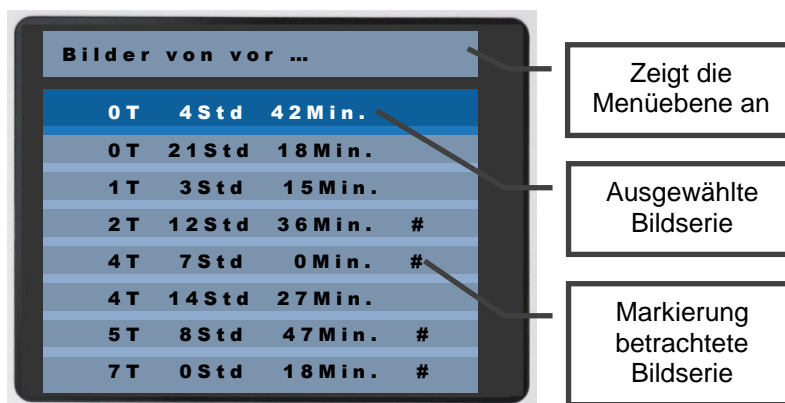 Bilder von vor …
0T 4Std 42Min.
0T 21Std 18Min.
1T 3Std 15Min.
2T 12Std 36Min. #
4T 7Std 0Min. #
4T 14Std 27Min.
5T 8Std 47Min. #
7T 0Std 18Min. #
Zeigt die
Menüebene an
Ausgewählte
Bildserie
Markierung
betrachtete
Bildserie